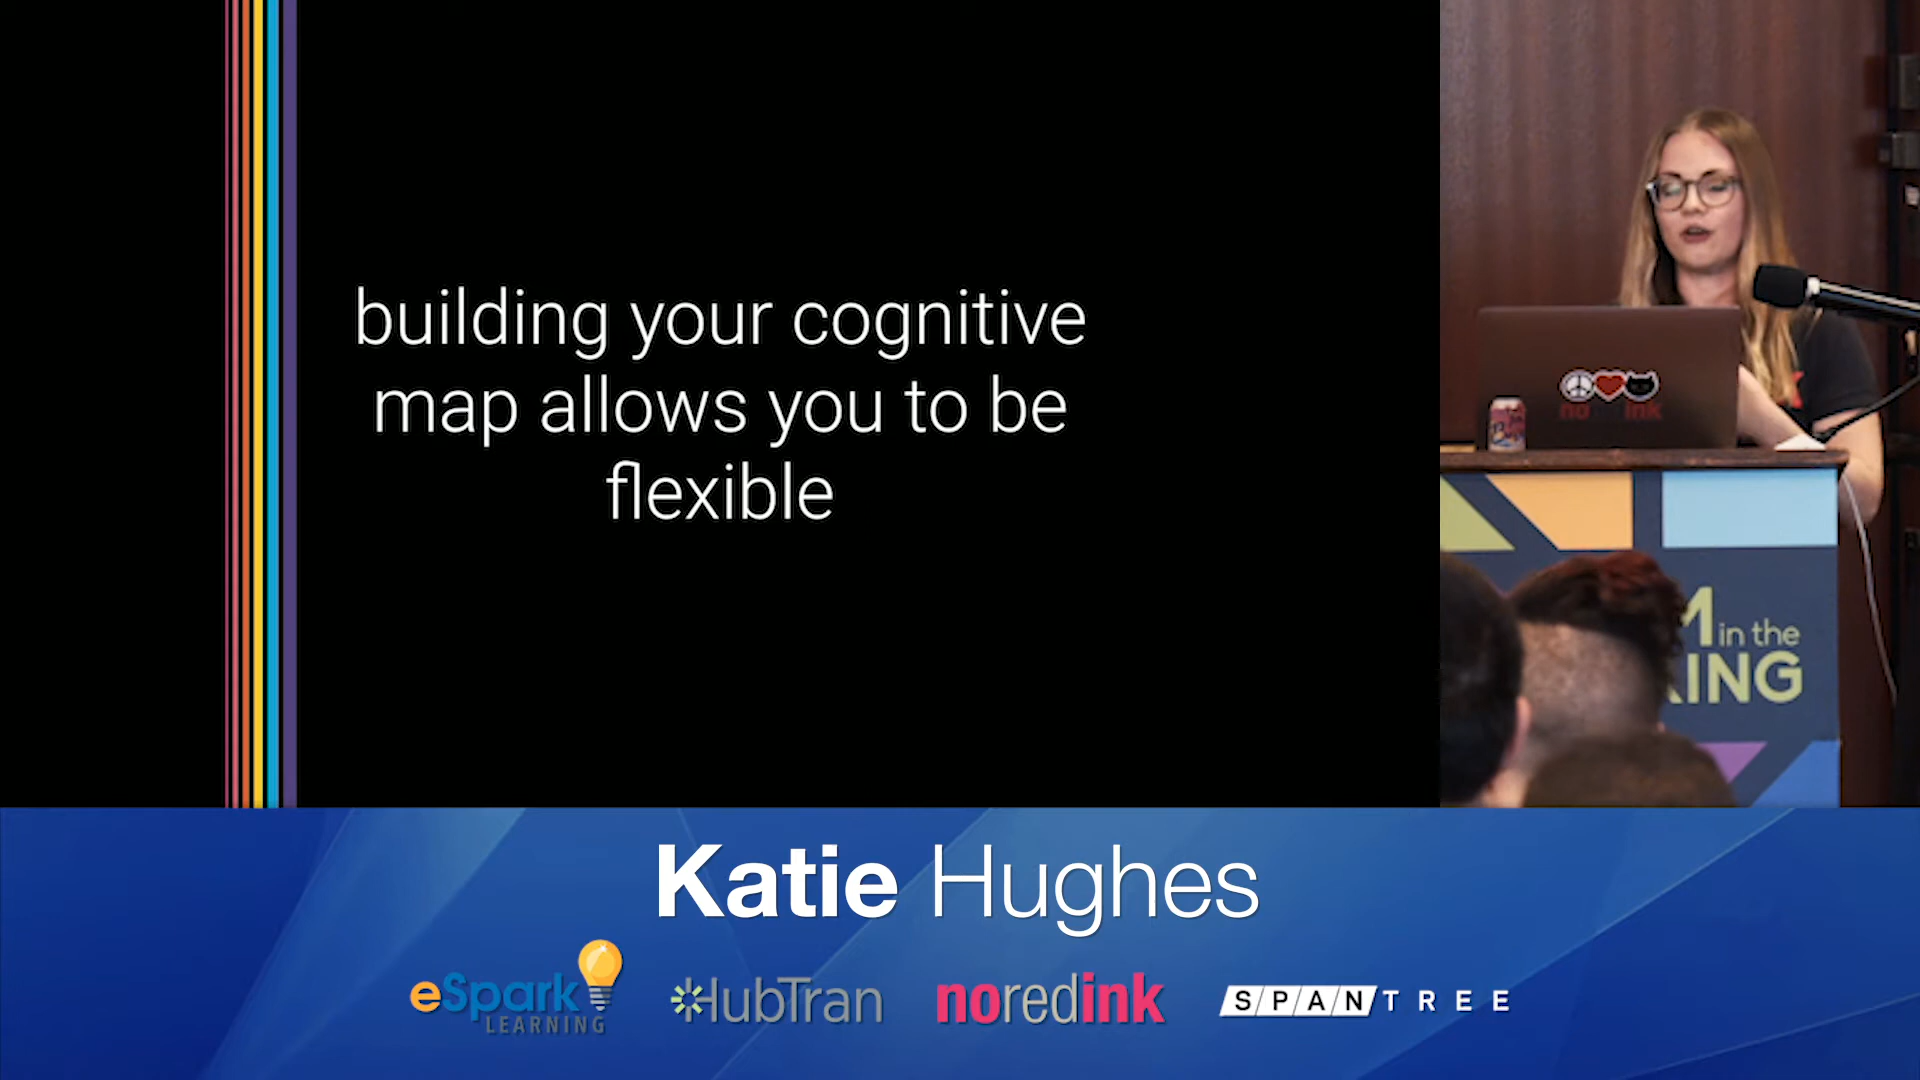 building your cognitive
map allows you to be
flexible
in the
ING
Katie Hughes
eSpark
LEARNING
HubTran
noredink
SPANTREE